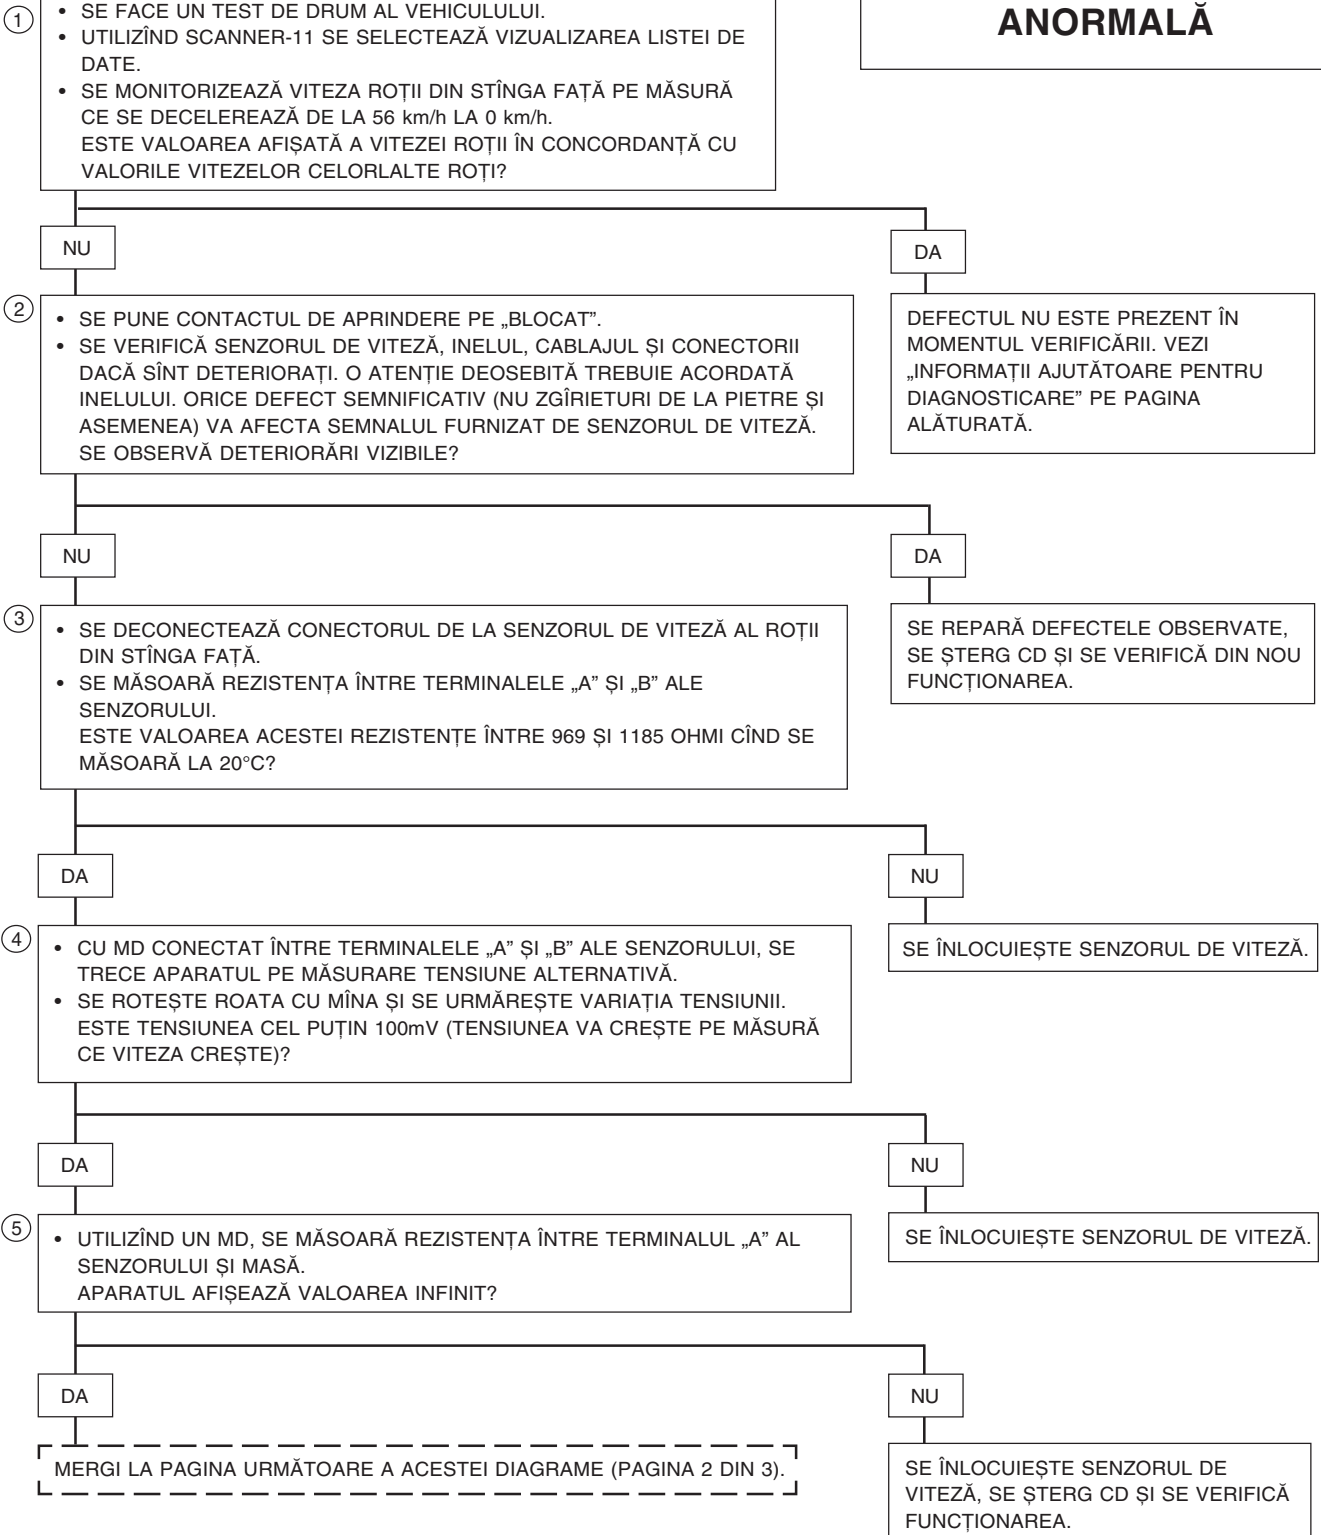 ANORMALĂ
1
• SE FACE UN TEST DE DRUM AL VEHICULULUI.
• UTILIZÎND SCANNER-11 SE SELECTEAZĂ VIZUALIZAREA LISTEI DE
DATE.
• SE MONITORIZEAZĂ VITEZA ROȚII DIN STÎNGA FAȚĂ PE MĂSURĂ
CE SE DECELEREAZĂ DE LA 56 km/h LA 0 km/h.
ESTE VALOAREA AFIȘATĂ A VITEZEI ROȚII ÎN CONCORDANȚĂ CU
VALORILE VITEZELOR CELORLALTE ROȚI?
NU
DA
2
• SE PUNE CONTACTUL DE APRINDERE PE „BLOCAT”.
• SE VERIFICĂ SENZORUL DE VITEZĂ, INELUL, CABLAJUL ȘI CONECTORII
DACĂ SÎNT DETERIORAȚI. O ATENȚIE DEOSEBITĂ TREBUIE ACORDATĂ
INELULUI. ORICE DEFECT SEMNIFICATIV (NU ZGÎRIETURI DE LA PIETRE ȘI
ASEMENEA) VA AFECTA SEMNALUL FURNIZAT DE SENZORUL DE VITEZĂ.
SE OBSERVĂ DETERIORĂRI VIZIBILE?
DEFECTUL NU ESTE PREZENT ÎN
MOMENTUL VERIFICĂRII. VEZI
„INFORMAȚII AJUTĂTOARE PENTRU
DIAGNOSTICARE” PE PAGINA
ALĂTURATĂ.
NU
DA
3
• SE DECONECTEAZĂ CONECTORUL DE LA SENZORUL DE VITEZĂ AL ROȚII
DIN STÎNGA FAȚĂ.
• SE MĂSOARĂ REZISTENȚA ÎNTRE TERMINALELE „A” ȘI „B” ALE
SENZORULUI.
ESTE VALOAREA ACESTEI REZISTENȚE ÎNTRE 969 ȘI 1185 OHMI CÎND SE
MĂSOARĂ LA 20°C?
SE REPARĂ DEFECTELE OBSERVATE,
SE ȘTERG CD ȘI SE VERIFICĂ DIN NOU
FUNCȚIONAREA.
DA
NU
4
• CU MD CONECTAT ÎNTRE TERMINALELE „A” ȘI „B” ALE SENZORULUI, SE
TRECE APARATUL PE MĂSURARE TENSIUNE ALTERNATIVĂ.
• SE ROTEȘTE ROATA CU MÎNA ȘI SE URMĂREȘTE VARIAȚIA TENSIUNII.
ESTE TENSIUNEA CEL PUȚIN 100mV (TENSIUNEA VA CREȘTE PE MĂSURĂ
CE VITEZA CREȘTE)?
SE ÎNLOCUIEȘTE SENZORUL DE VITEZĂ.
DA
NU
5
• UTILIZÎND UN MD, SE MĂSOARĂ REZISTENȚA ÎNTRE TERMINALUL „A” AL
SENZORULUI ȘI MASĂ.
APARATUL AFIȘEAZĂ VALOAREA INFINIT?
SE ÎNLOCUIEȘTE SENZORUL DE VITEZĂ.
DA
NU
MERGI LA PAGINA URMĂTOARE A ACESTEI DIAGRAME (PAGINA 2 DIN 3).
SE ÎNLOCUIEȘTE SENZORUL DE
VITEZĂ, SE ȘTERG CD ȘI SE VERIFICĂ
FUNCȚIONAREA.